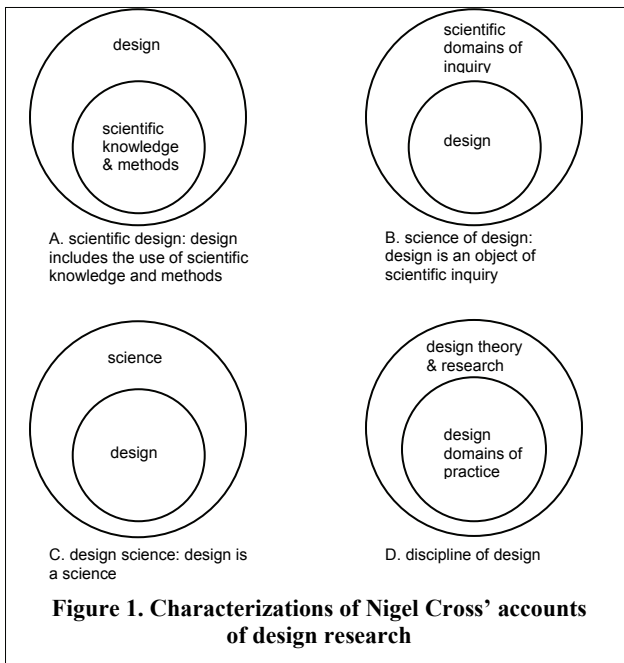 design
scientific
knowledge
& methods
A. scientific design: design
includes the use of scientific
knowledge and methods
scientific
domains of
inquiry
design
B. science of design:
design is an object of
scientific inquiry
science
design
C. design science: design is
a science
design theory
& research
design
domains of
practice
D. discipline of design
Figure 1. Characterizations of Nigel Cross’ accounts
of design research